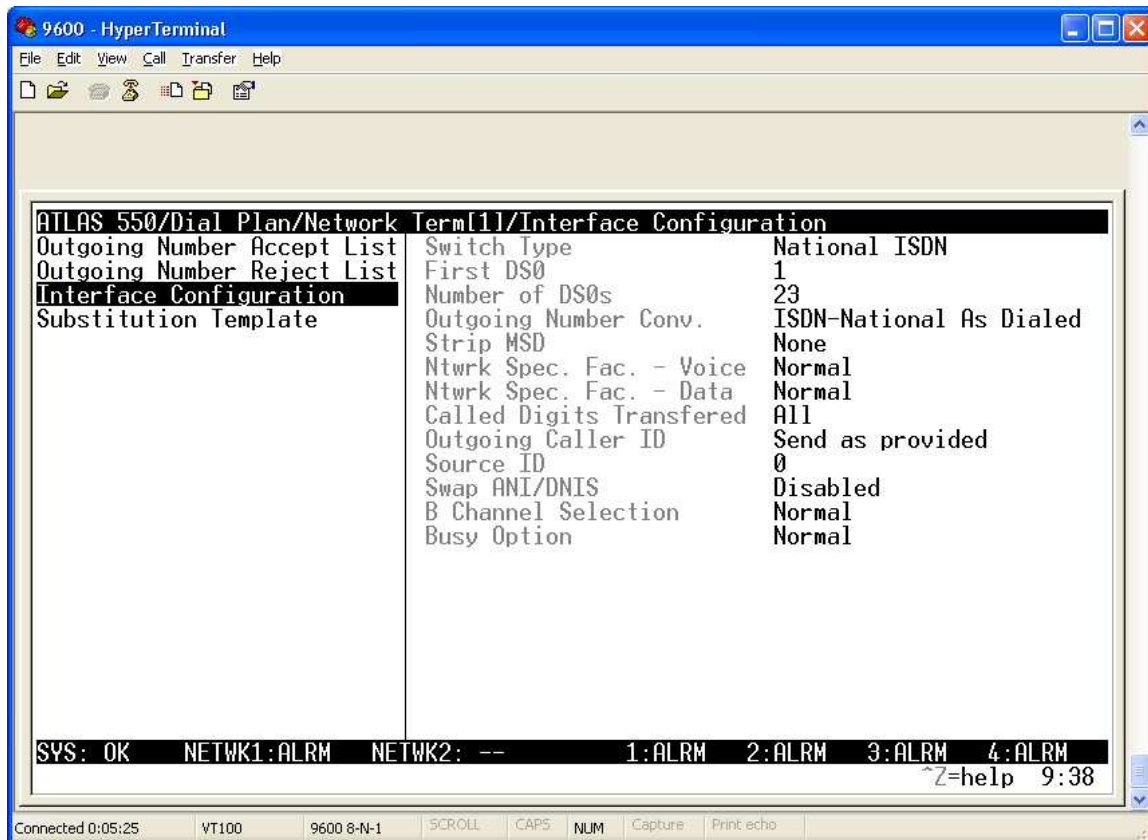 9600 - HyperTerminal
File Edit View Call Transfer Help
ATLAS 550/Dial Plan/Network Term[1]/Interface Configuration
Outgoing Number Accept List Switch Type National ISDN
Outgoing Number Reject List First DS0 1
Interface Configuration Number of DS0s 23
Substitution Template Outgoing Number Conv. ISDN-National As Dialed
Strip MSD None
Ntwrk Spec. Fac. - Voice Normal
Ntwrk Spec. Fac. - Data Normal
Called Digits Transfered All
Outgoing Caller ID Send as provided
Source ID 0
Swap ANI/DNIS Disabled
B Channel Selection Normal
Busy Option Normal
SYS: OK NETWK1:ALRM NETWK2: -- 1:ALRM 2:ALRM 3:ALRM 4:ALRM
^Z=help 9:38
Connected 0:05:25 VT100 9600 8-N-1 SCROLL CAPS NUM Capture Print echo